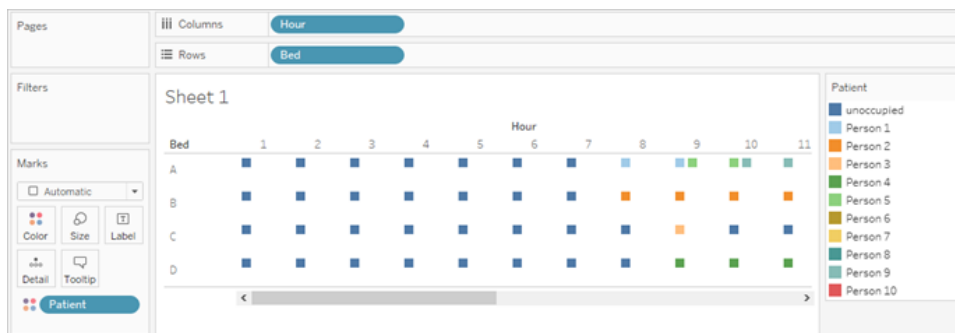 Pages
Columns
Hour
Rows
Bed
Filters
Marks
Automatic
Color
Size
Label
Detail
Tooltip
Patient
Sheet 1
Hour
Bed 1 2 3 4 5 6 7 8 9 10 11
A
B
C
D
Patient
unoccupied
Person 1
Person 2
Person 3
Person 4
Person 5
Person 6
Person 7
Person 8
Person 9
Person 10